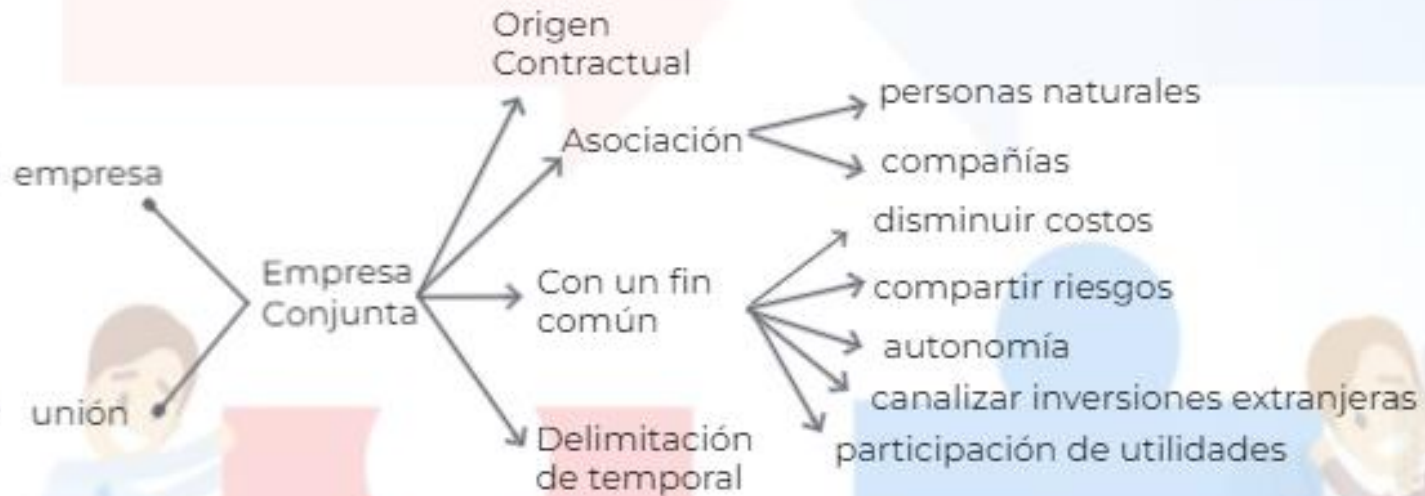 empresa
unión
Empresa
Conjunta
Origen
Contractual
Asociación
personas naturales
compañías
Con un fin
común
disminuir costos
compartir riesgos
autonomía
canalizar inversiones extranjeras
participación de utilidades
Delimitación
de temporal